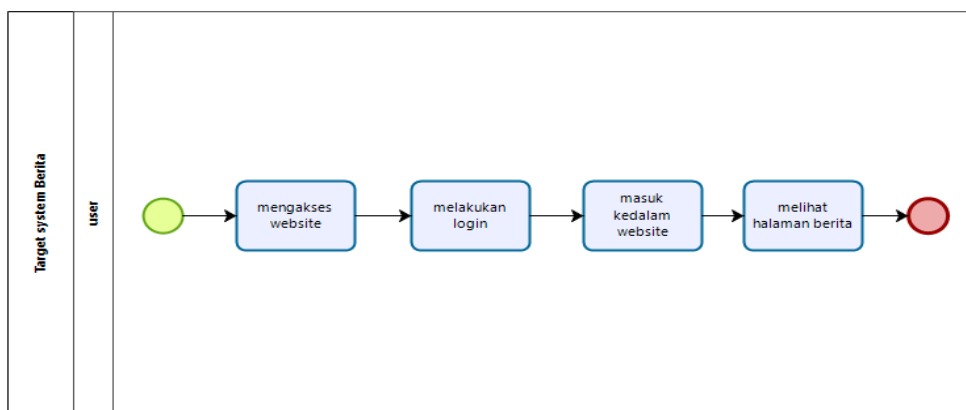 Target system Berita
user
mengakses
website
melakukan
login
masuk
kedalam
website
melihat
halaman berita